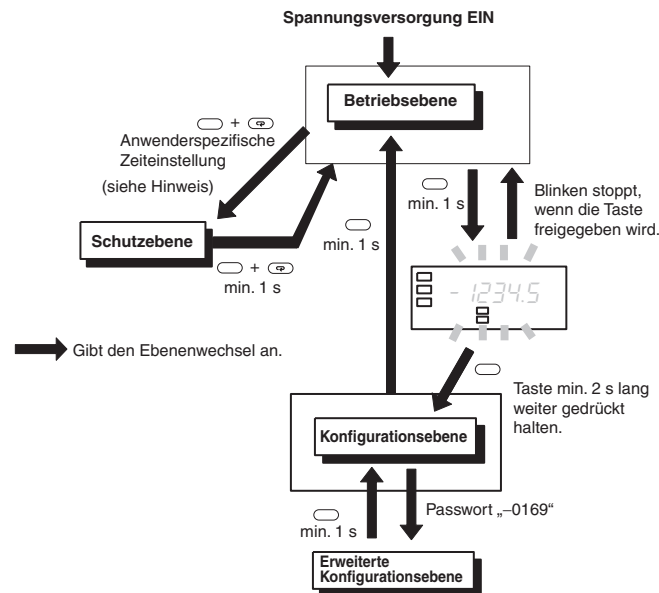 Spannungsversorgung EIN
Betriebsebene
+
Anwenderspezifische
Zeiteinstellung
(siehe Hinweis)
min. 1 s
Blinken stoppt,
wenn die Taste
freigegeben wird.
min. 1 s
Schutzebene
+
min. 1 s
- 1234.5
Gibt den Ebenenwechsel an.
Taste min. 2 s lang
weiter gedrückt
halten.
Konfigurationsebene
min. 1 s
Passwort „–0169“
Erweiterte
Konfigurationsebene